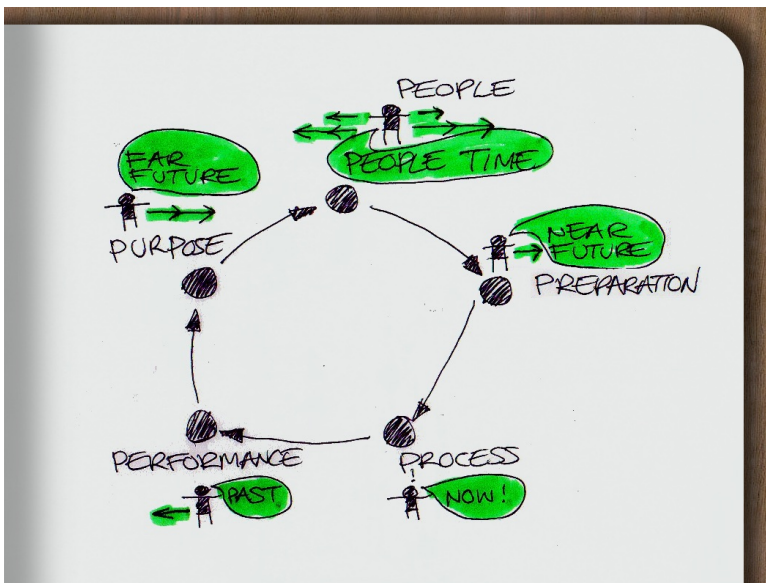 PEOPLE
PEOPLE TIME
FAR
FUTURE
PURPOSE
NEAR
FUTURE
PREPARATION
PERFORMANCE
PAST
PROCESS
!
NOW!